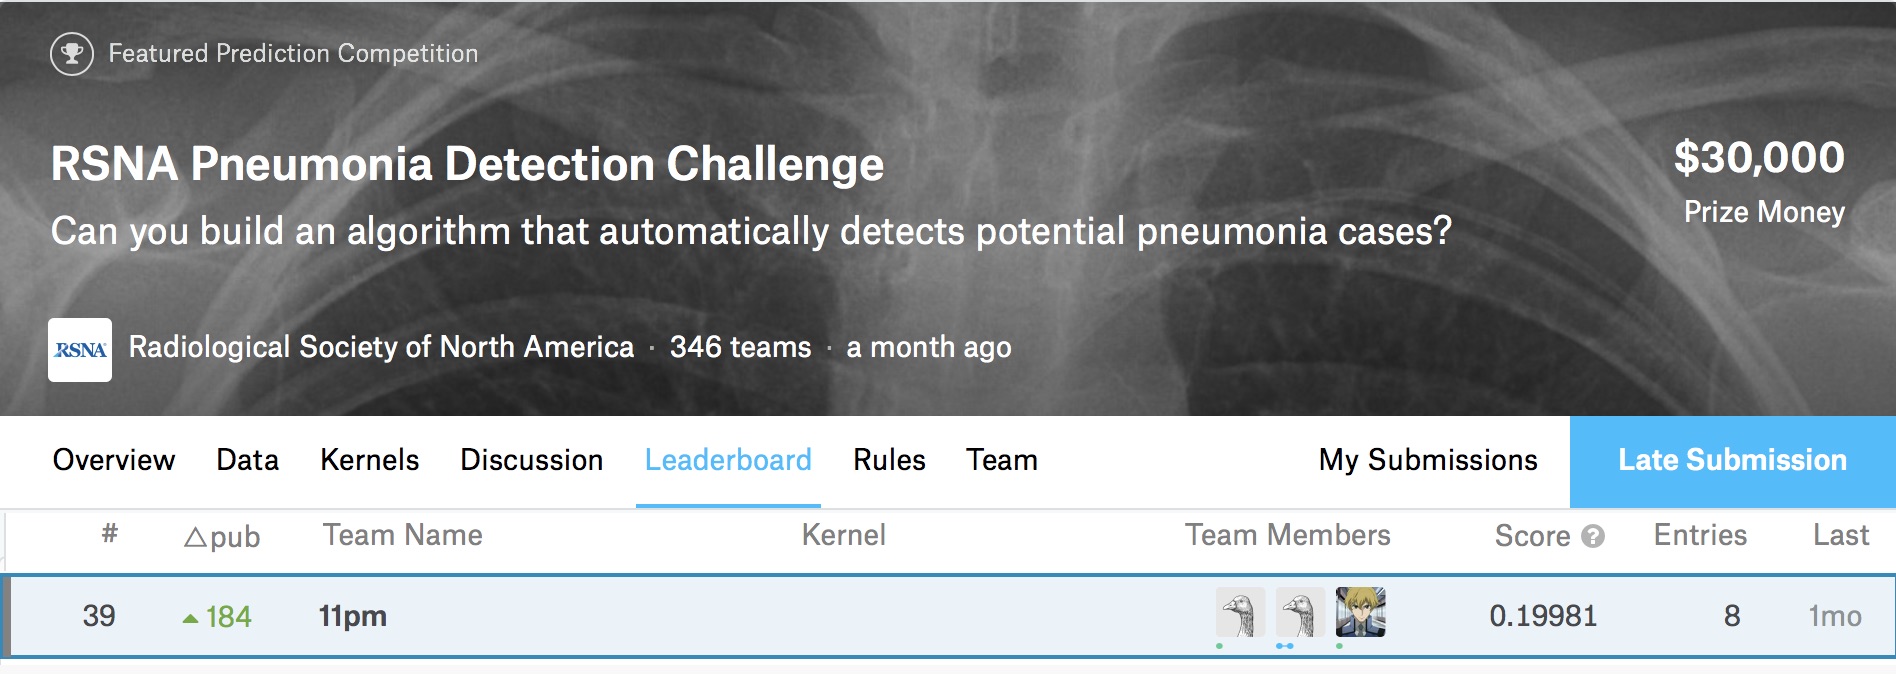 Featured Prediction Competition
RSNA Pneumonia Detection Challenge
$30,000
Can you build an algorithm that automatically detects potential pneumonia cases?
Prize Money
RSNA
Radiological Society of North America · 346 teams · a month ago
Overview Data Kernels Discussion Leaderboard Rules Team My Submissions Late Submission
# △pub Team Name Kernel Team Members Score ? Entries Last
39 ▲184 11pm 0.19981 8 1mo